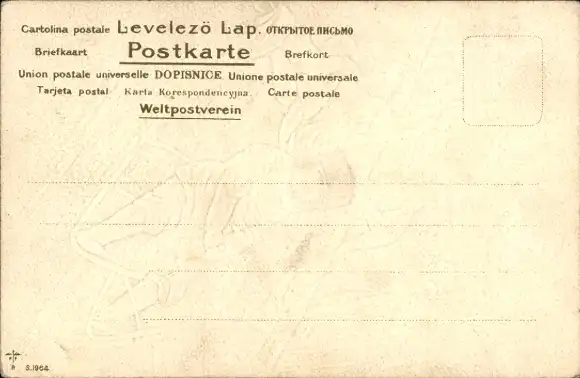 Cartolina postale Levelezö Lap. ОТКРЫТОЕ ПИСЬМО
Briefkaart Postkarte Brefkort
Union postale universelle DOPISNICE Unione postale universale
Tarjeta postal Karta Korespondencyjna Carte postale
Weltpostverein
S.1964